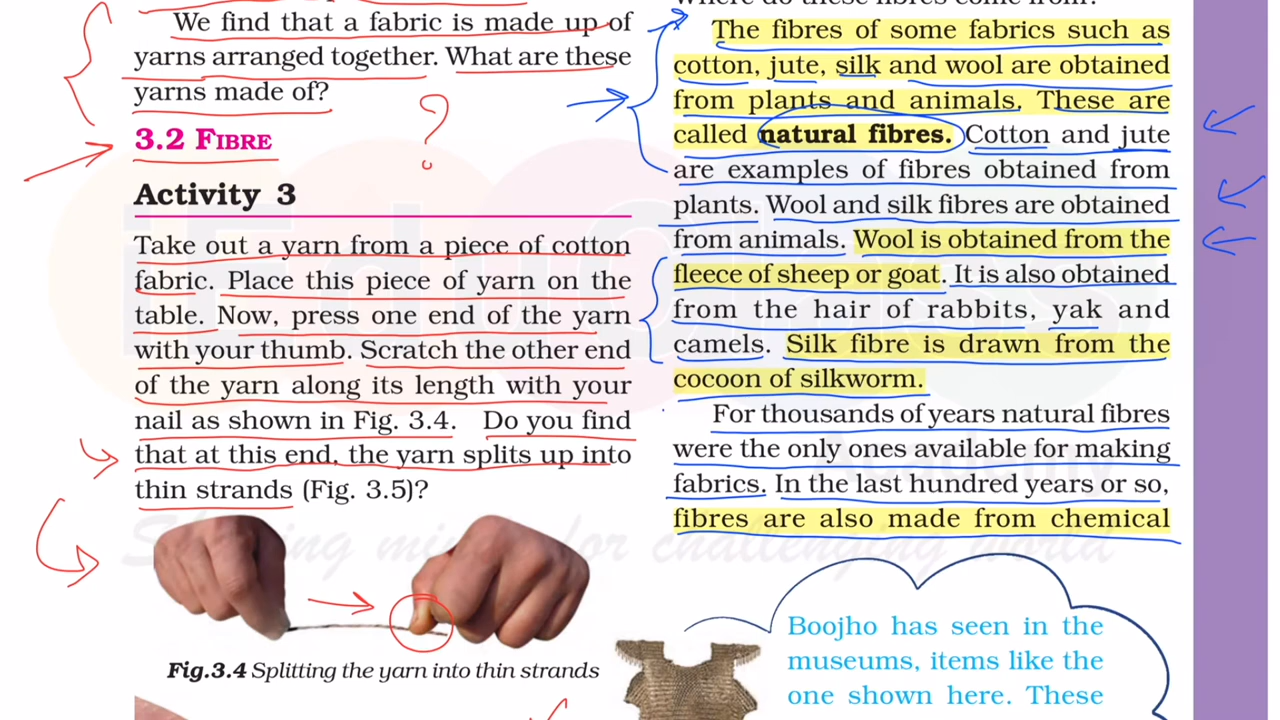 We find that a fabric is made up of
yarns arranged together. What are these
yarns made of?
?
3.2 FIBRE
Activity 3
Take out a yarn from a piece of cotton
fabric. Place this piece of yarn on the
table. Now, press one end of the yarn
with your thumb. Scratch the other end
of the yarn along its length with your
nail as shown in Fig. 3.4. Do you find
that at this end, the yarn splits up into
thin strands (Fig. 3.5)?
Fig.3.4 Splitting the yarn into thin strands
The fibres of some fabrics such as
cotton, jute, silk and wool are obtained
from plants and animals. These are
called natural fibres. Cotton and jute
are examples of fibres obtained from
plants. Wool and silk fibres are obtained
from animals. Wool is obtained from the
fleece of sheep or goat. It is also obtained
from the hair of rabbits, yak and
camels. Silk fibre is drawn from the
cocoon of silkworm.
For thousands of years natural fibres
were the only ones available for making
fabrics. In the last hundred years or so,
fibres are also made from chemical
Boojho has seen in the
museums, items like the
one shown here. These
for challenging world